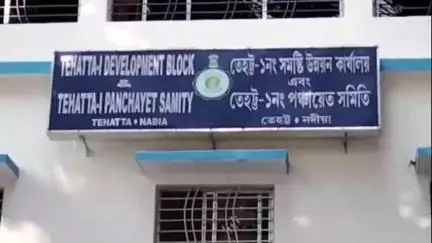 TEHATTA-I DEVELOPMENT BLOCK
&
TEHATTA-I PANCHAYET SAMITY
TEHATTA • NADIA
তেহট্ট-১নং সমষ্টি উন্নয়ন কার্যালয়
এবং
তেহট্ট-১নং পঞ্চায়েত সমিতি
তেহট্ট • নদীয়া